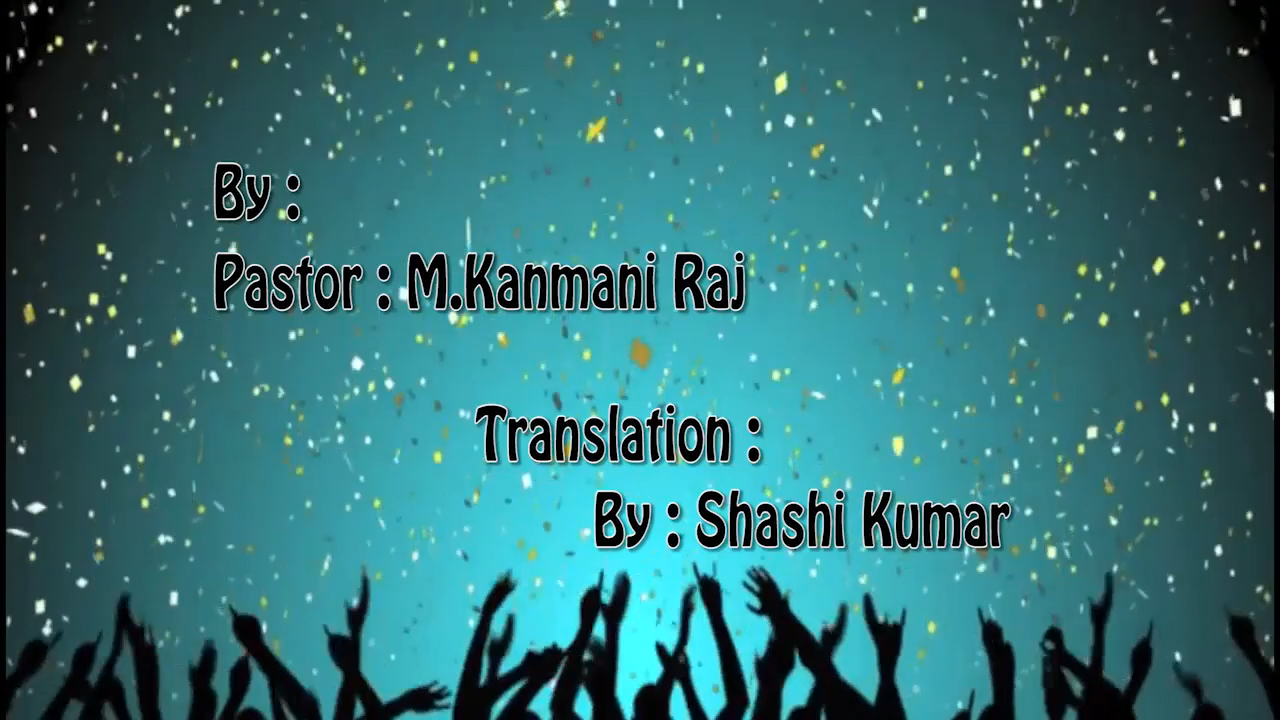 By :
Pastor : M.Kanmani Raj
Translation :
By : Shashi Kumar